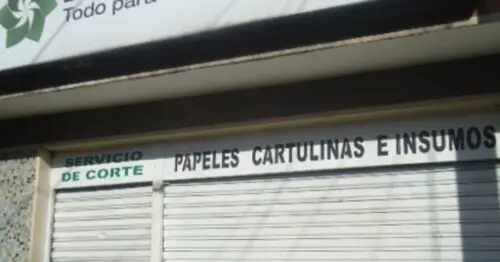 Todo para
SERVICIO
DE CORTE
PAPELES CARTULINAS E INSUMOS